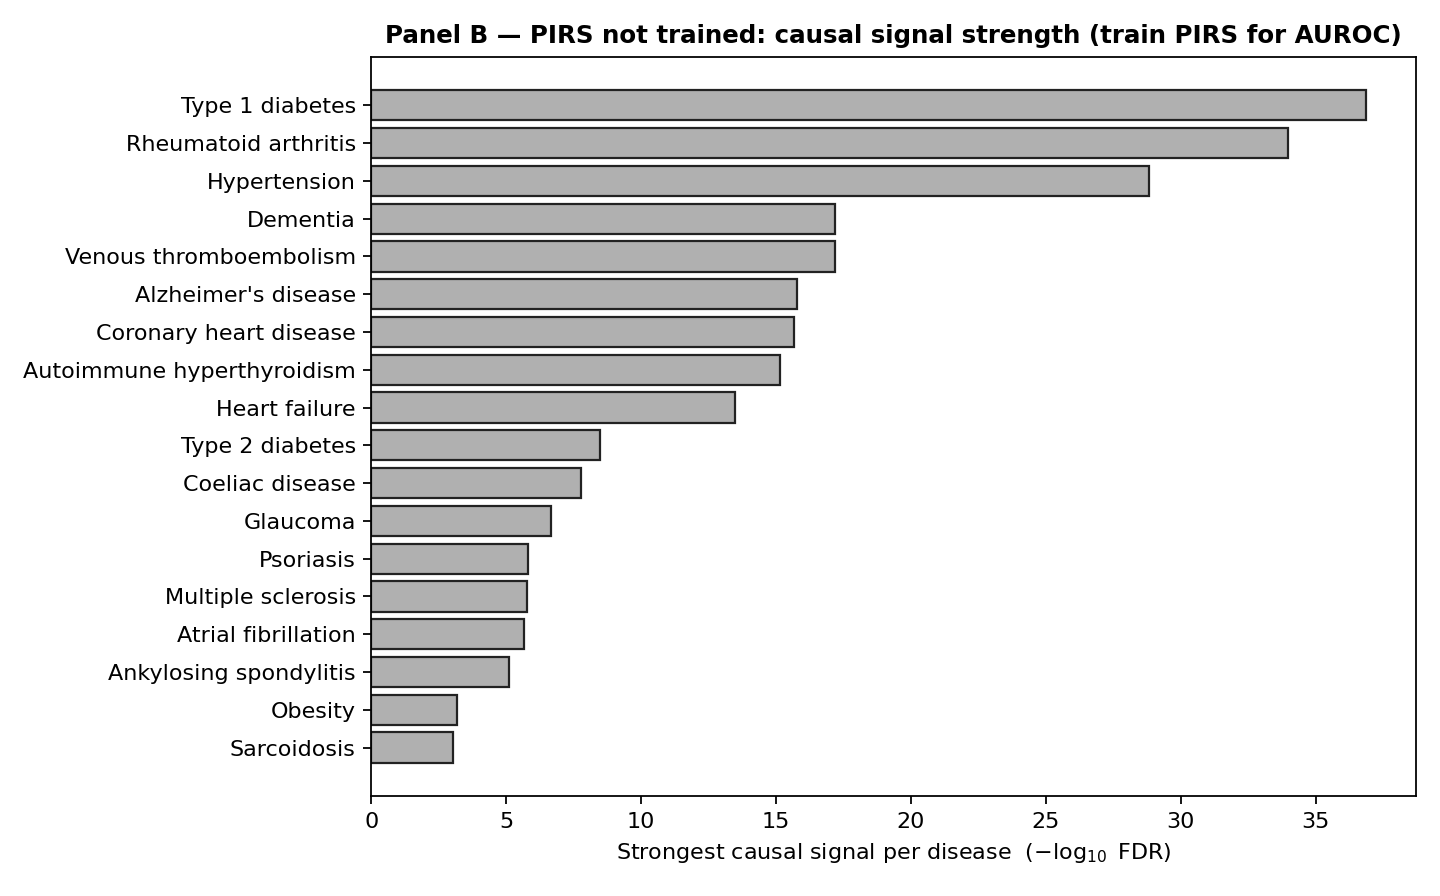 Panel B — PIRS not trained: causal signal strength (train PIRS for AUROC)
Type 1 diabetes
Rheumatoid arthritis
Hypertension
Dementia
Venous thromboembolism
Alzheimer's disease
Coronary heart disease
Autoimmune hyperthyroidism
Heart failure
Type 2 diabetes
Coeliac disease
Glaucoma
Psoriasis
Multiple sclerosis
Atrial fibrillation
Ankylosing spondylitis
Obesity
Sarcoidosis
0 5 10 15 20 25 30 35
Strongest causal signal per disease (−log₁₀ FDR)